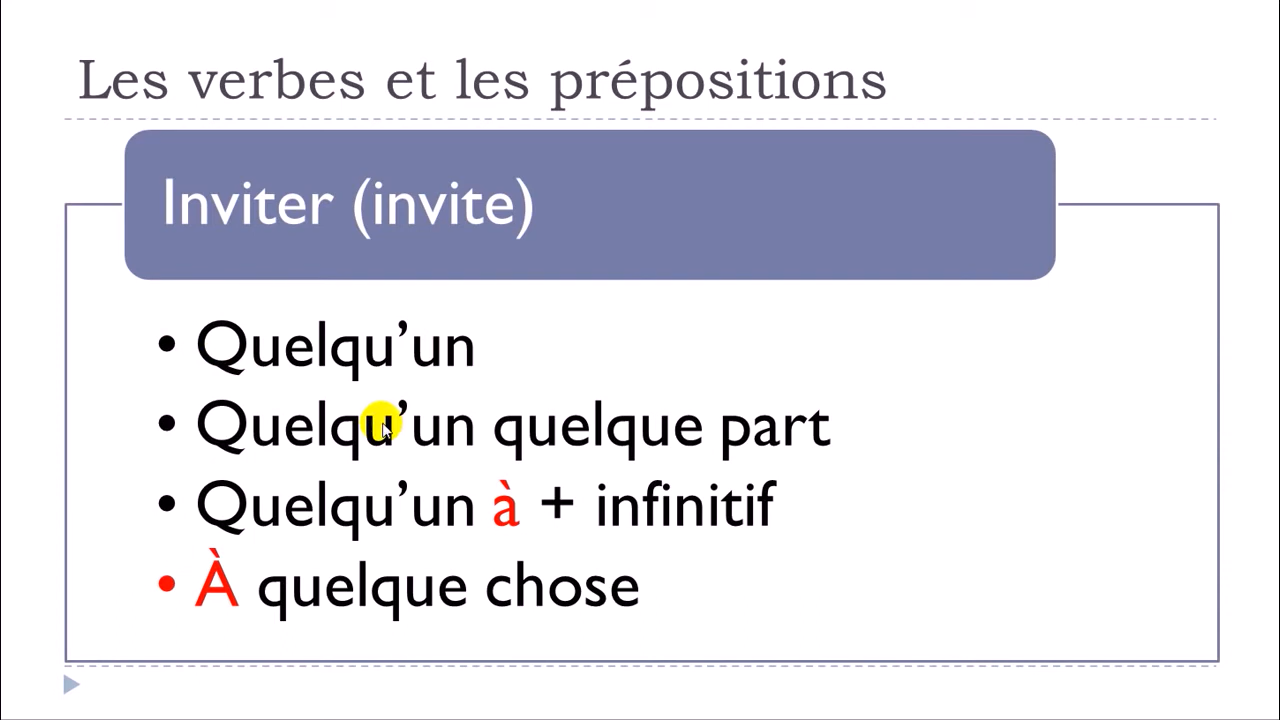 Les verbes et les prépositions
Inviter (invite)
• Quelqu’un
• Quelqu’un quelque part
• Quelqu’un à + infinitif
• À quelque chose